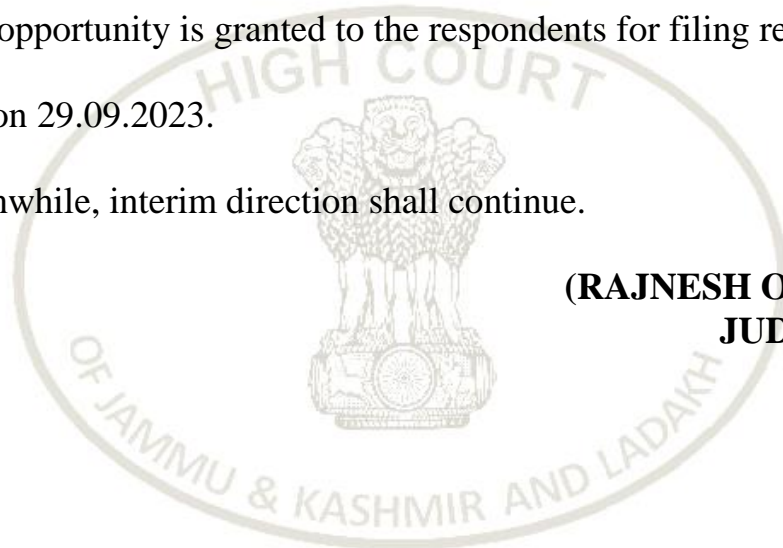 opportunity is granted to the respondents for filing re
on 29.09.2023.
nwhile, interim direction shall continue.
(RAJNESH O
JUD
HIGH COURT
OF JAMMU & KASHMIR AND LADAKH